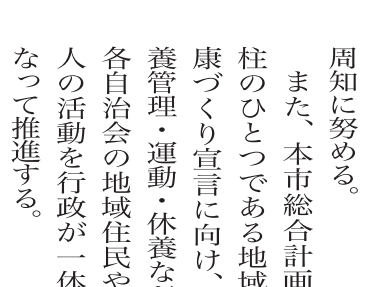 周知に努める。
また、本市総合計画
柱のひとつである地域
康づくり宣言に向け、
養管理・運動・休養な
各自治会の地域住民や
人の活動を行政が一体
なって推進する。